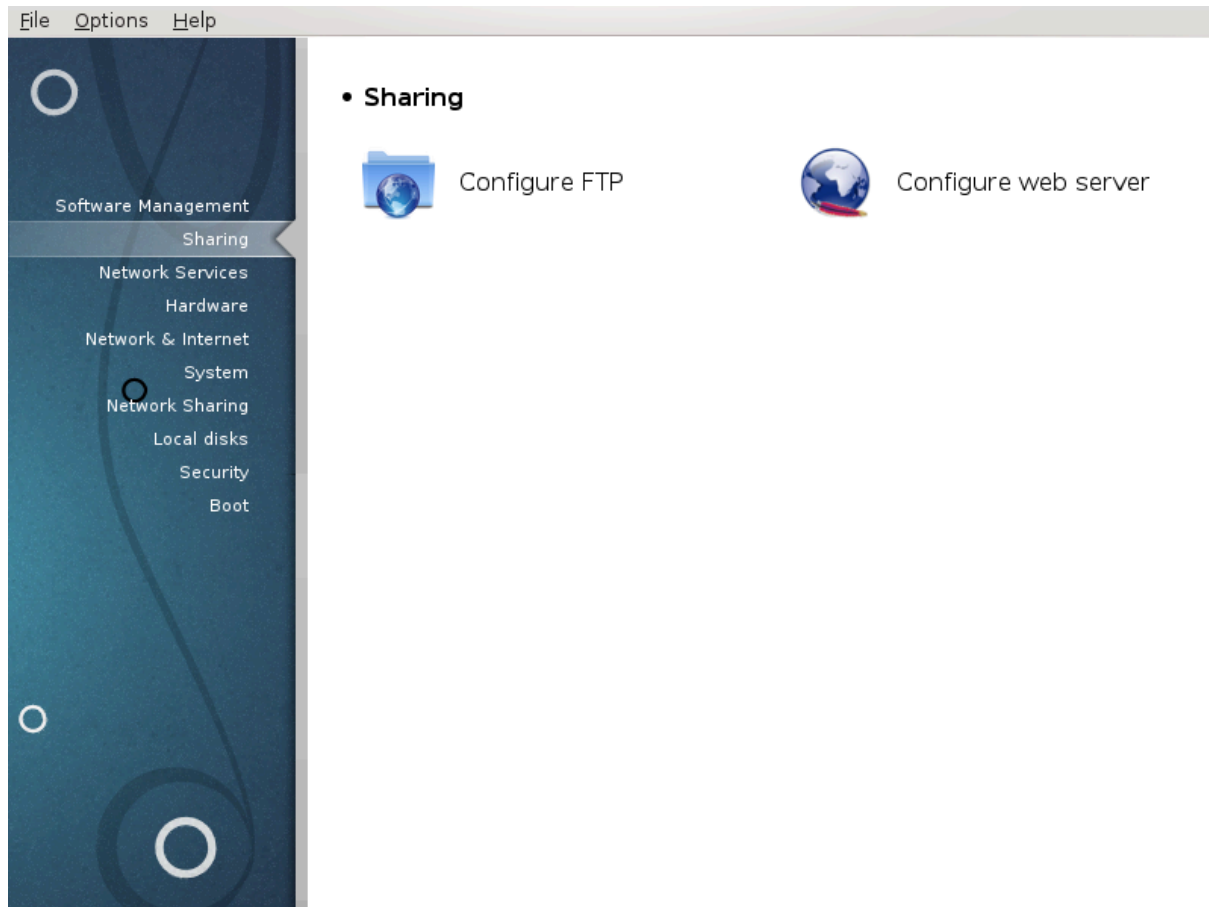 File Options Help
• Sharing
Configure FTP
Configure web server
Software Management
Sharing
Network Services
Hardware
Network & Internet
System
Network Sharing
Local disks
Security
Boot